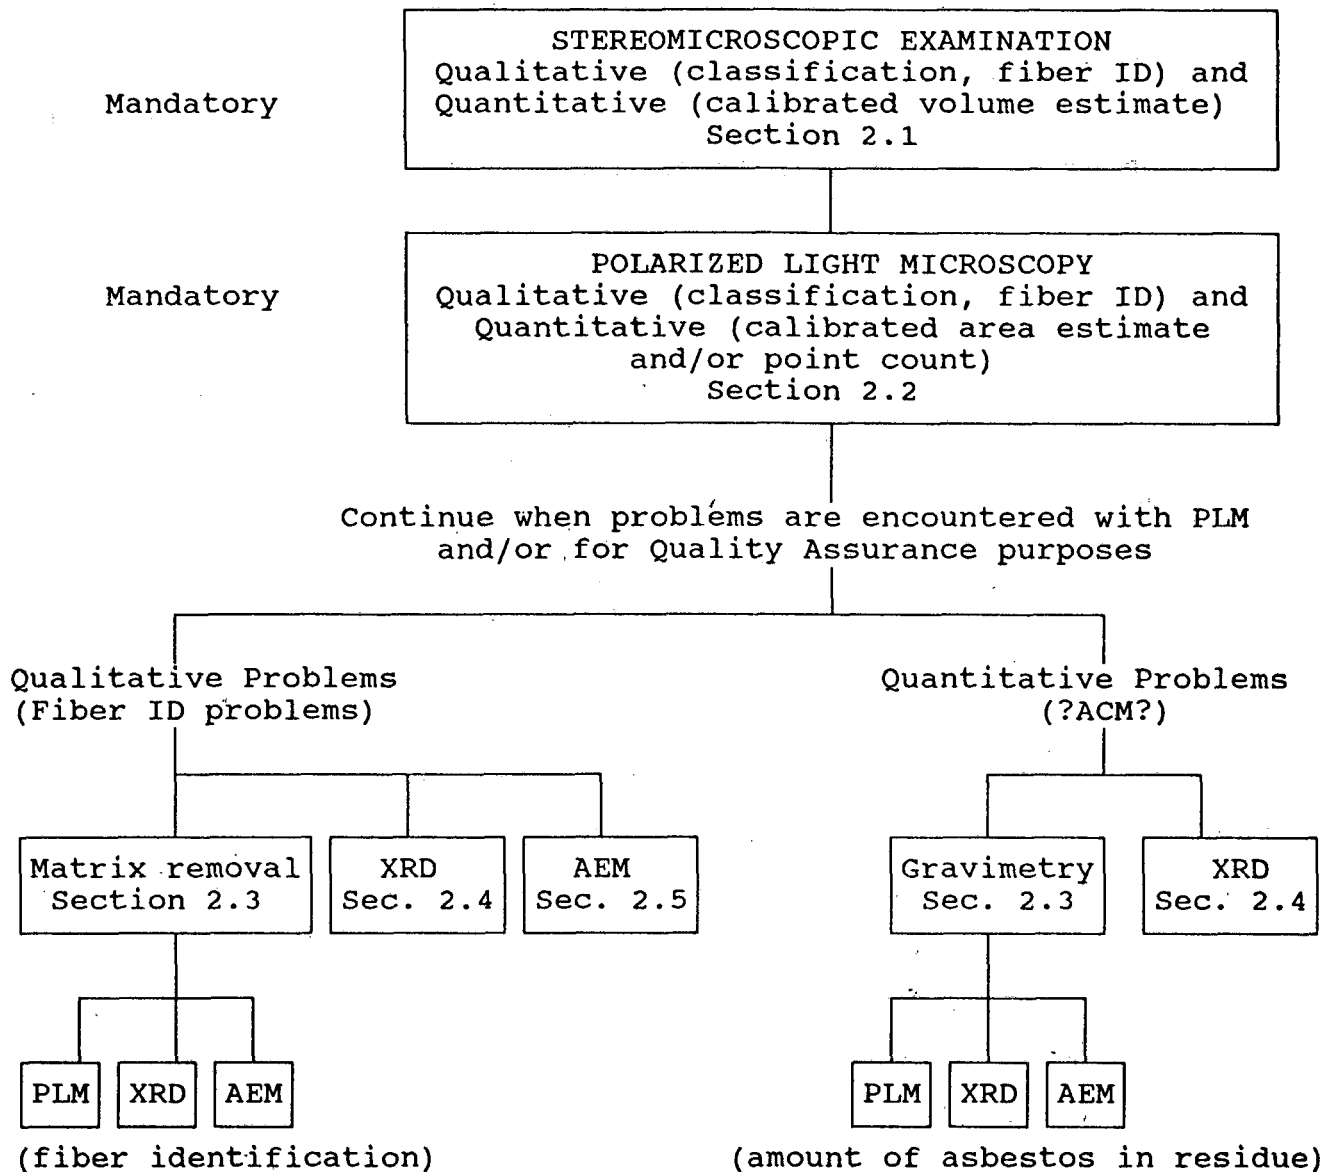 STEREOMICROSCOPIC EXAMINATION
Qualitative (classification, fiber ID) and
Quantitative (calibrated volume estimate)
Section 2.1
Mandatory
POLARIZED LIGHT MICROSCOPY
Qualitative (classification, fiber ID) and
Quantitative (calibrated area estimate
and/or point count)
Section 2.2
Mandatory
Continue when problems are encountered with PLM
and/or for Quality Assurance purposes
Qualitative Problems
(Fiber ID problems)
Quantitative Problems
(?ACM?)
Matrix removal
Section 2.3
XRD
Sec. 2.4
AEM
Sec. 2.5
Gravimetry
Sec. 2.3
XRD
Sec. 2.4
PLM
XRD
AEM
(fiber identification)
PLM
XRD
AEM
(amount of asbestos in residue)